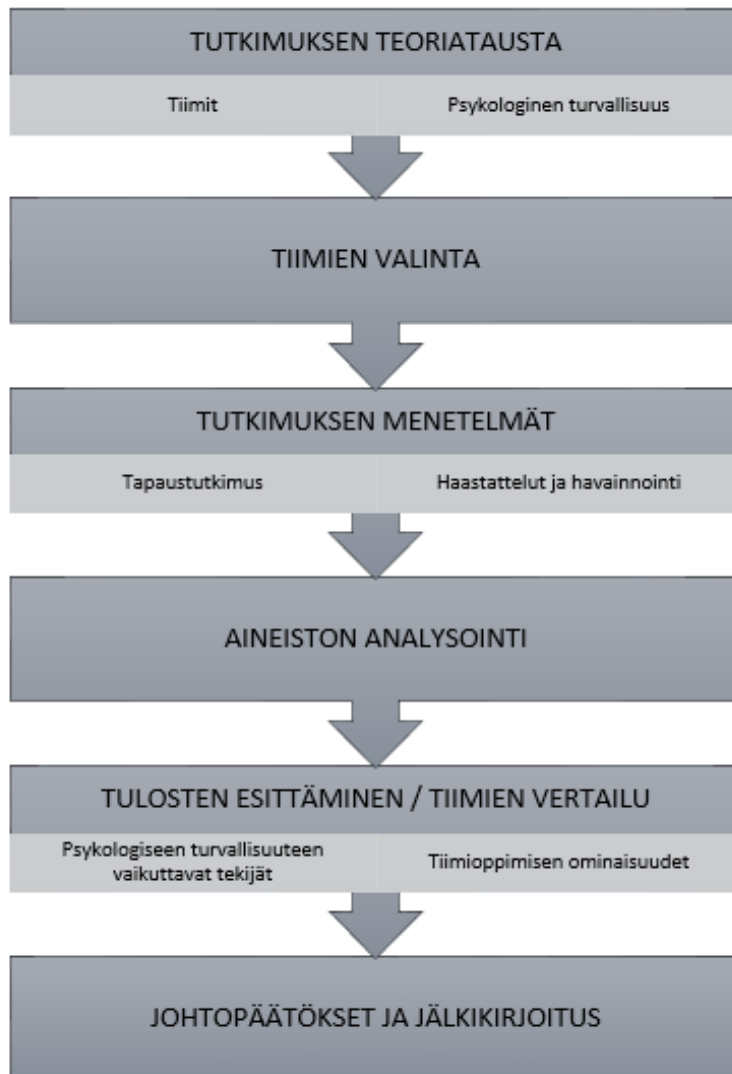 TUTKIMUKSEN TEORIATAUSTA
Tiimit
Psykologinen turvallisuus
TIIMIEN VALINTA
TUTKIMUKSEN MENETELMÄT
Tapaustutkimus
Haastattelut ja havainnointi
AINEISTON ANALYSOINTI
TULOSTEN ESITTÄMINEN / TIIMIEN VERTAILU
Psykologiseen turvallisuuteen
vaikuttavat tekijät
Tiimioppimisen ominaisuudet
JOHTOPÄÄTÖKSET JA JÄLKIKIRJOITUS